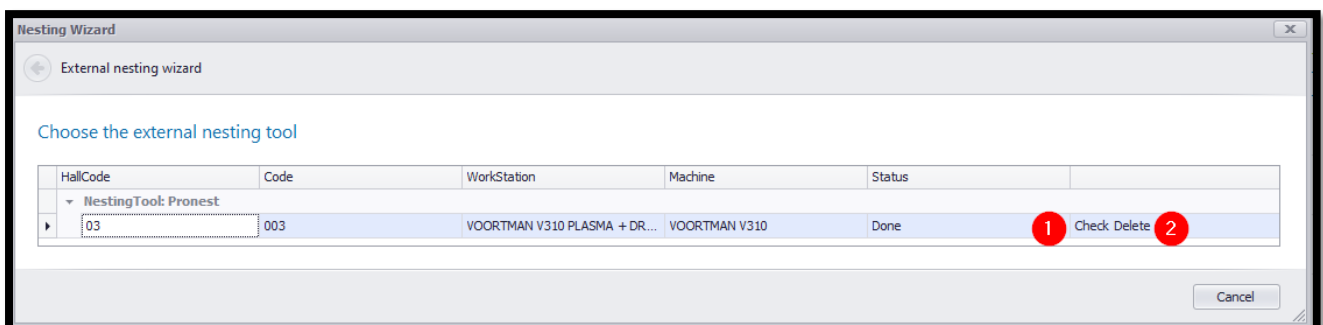 Nesting Wizard
External nesting wizard
Choose the external nesting tool
HallCode Code WorkStation Machine Status
NestingTool: Pronest
03 003 VOORTMAN V310 PLASMA + DR... VOORTMAN V310 Done 1 Check Delete 2
Cancel